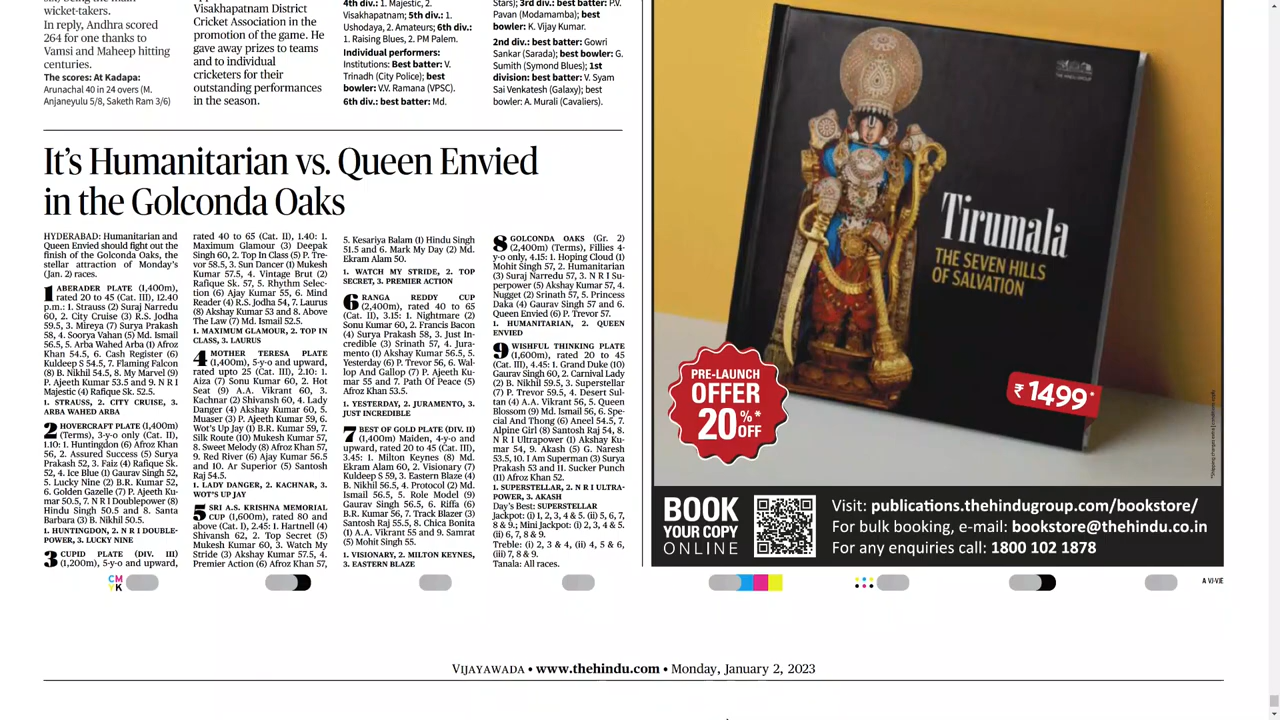 wicket-takers.
In reply, Andhra scored
264 for one thanks to
Vamsi and Maheep hitting
centuries.
The scores: At Kadapa:
Arunachal 40 in 24 overs (M.
Anjaneyulu 5/8, Saketh Ram 3/6)
Visakhapatnam District
Cricket Association in the
promotion of the game. He
gave away prizes to teams
and to individual
cricketers for their
outstanding performances
in the season.
4th div.: 1. Majestic, 2.
Visakhapatnam; 5th div.: 1.
Ushodaya, 2. Amateurs; 6th div.:
1. Raising Blues, 2. PM Palem.
Individual performers:
Institutions: Best batter: V.
Trinadh (City Police); best
bowler: V.V. Ramana (VPSC).
6th div.: best batter: Md.
Stars); 3rd div.: best batter: P.V.
Pavan (Modamamba); best
bowler: K. Vijay Kumar.
2nd div.: best batter: Gowri
Sankar (Sarada); best bowler: G.
Sumith (Symond Blues); 1st
division: best batter: V. Syam
Sai Venkatesh (Galaxy); best
bowler: A. Murali (Cavaliers).
It's Humanitarian vs. Queen Envied
in the Golconda Oaks
HYDERABAD: Humanitarian and
Queen Envied should fight out the
finish of the Golconda Oaks, the
stellar attraction of Monday's
(Jan. 2) races.
1 ABERADER PLATE (1,400m),
rated 20 to 45 (Cat. III), 12.40
p.m.: 1. Strauss (2) Suraj Narredu
60, 2. City Cruise (3) R.S. Jodha
59.5, 3. Mireya (7) Surya Prakash
58, 4. Soorya Vahan (5) Md. Ismail
56.5, 5. Arba Wahed Arba (1) Afroz
Khan 54.5, 6. Cash Register (6)
Kuldeep S 54.5, 7. Flaming Falcon
(8) B. Nikhil 54.5, 8. My Marvel (9)
P. Ajeeth Kumar 53.5 and 9. N R I
Majestic (4) Rafique Sk. 52.5.
1. STRAUSS, 2. CITY CRUISE, 3.
ARBA WAHED ARBA
2 HOVERCRAFT PLATE (1,400m)
(Terms), 3-y-o only (Cat. II),
1.10: 1. Huntingdon (6) Afroz Khan
56, 2. Assured Success (5) Surya
Prakash 52, 3. Faiz (4) Rafique Sk.
52, 4. Ice Blue (1) Gaurav Singh 52,
5. Lucky Nine (2) B.R. Kumar 52,
6. Golden Gazelle (7) P. Ajeeth Ku-
mar 50.5, 7. N R I Doublepower (8)
Hindu Singh 50.5 and 8. Santa
Barbara (3) B. Nikhil 50.5.
1. HUNTINGDON, 2. N R I DOUBLE-
POWER, 3. LUCKY NINE
3 CUPID PLATE (DIV. III)
(1,200m), 5-y-o and upward,
rated 40 to 65 (Cat. II), 1.40: 1.
Maximum Glamour (3) Deepak
Singh 60, 2. Top In Class (5) P. Tre-
vor 58.5, 3. Sun Dancer (1) Mukesh
Kumar 57.5, 4. Vintage Brut (2)
Rafique Sk. 57, 5. Rhythm Selec-
tion (6) Ajay Kumar 55, 6. Mind
Reader (4) R.S. Jodha 54, 7. Laurus
(8) Akshay Kumar 53 and 8. Above
The Law (7) Md. Ismail 52.5.
1. MAXIMUM GLAMOUR, 2. TOP IN
CLASS, 3. LAURUS
4 MOTHER TERESA PLATE
(1,400m), 5-y-o and upward,
rated upto 25 (Cat. III), 2.10: 1.
Aiza (7) Sonu Kumar 60, 2. Hot
Seat (9) A.A. Vikrant 60, 3.
Kachnar (2) Shivansh 60, 4. Lady
Danger (4) Akshay Kumar 60, 5.
Muaser (3) P. Ajeeth Kumar 59, 6.
Wot's Up Jay (1) B.R. Kumar 59, 7.
Silk Route (10) Mukesh Kumar 57,
8. Sweet Melody (8) Afroz Khan 57,
9. Red River (6) Ajay Kumar 56.5
and 10. Ar Superior (5) Santosh
Raj 54.5.
1. LADY DANGER, 2. KACHNAR, 3.
WOT'S UP JAY
5 SRI A.S. KRISHNA MEMORIAL
CUP (1,600m), rated 80 and
above (Cat. I), 2.45: 1. Hartnell (4)
Shivansh 62, 2. Top Secret (5)
Mukesh Kumar 60, 3. Watch My
Stride (3) Akshay Kumar 57.5, 4.
Premier Action (6) Afroz Khan 57,
5. Kesariya Balam (1) Hindu Singh
51.5 and 6. Mark My Day (2) Md.
Ekram Alam 50.
1. WATCH MY STRIDE, 2. TOP
SECRET, 3. PREMIER ACTION
6 RANGA REDDY CUP
(2,400m), rated 40 to 65
(Cat. II), 3.15: 1. Nightmare (2)
Sonu Kumar 60, 2. Francis Bacon
(4) Surya Prakash 58, 3. Just In-
credible (3) Srinath 57, 4. Jura-
mento (1) Akshay Kumar 56.5, 5.
Yesterday (6) P. Trevor 56, 6. Wal-
lop And Gallop (7) P. Ajeeth Ku-
mar 55 and 7. Path Of Peace (5)
Afroz Khan 53.5.
1. YESTERDAY, 2. JURAMENTO, 3.
JUST INCREDIBLE
7 BEST OF GOLD PLATE (DIV. II)
(1,400m) Maiden, 4-y-o and
upward, rated 20 to 45 (Cat. III),
3.45: 1. Milton Keynes (8) Md.
Ekram Alam 60, 2. Visionary (7)
Kuldeep S 59, 3. Eastern Blaze (4)
B. Nikhil 56.5, 4. Protocol (2) Md.
Ismail 56.5, 5. Role Model (9)
Gaurav Singh 56.5, 6. Riffa (6)
B.R. Kumar 56, 7. Track Blazer (3)
Santosh Raj 55.5, 8. Chica Bonita
(1) A.A. Vikrant 55 and 9. Samrat
(5) Mohit Singh 55.
1. VISIONARY, 2. MILTON KEYNES,
3. EASTERN BLAZE
8 GOLCONDA OAKS (Gr. 2)
(2,400m) (Terms), Fillies 4-
y-o only, 4.15: 1. Hoping Cloud (1)
Mohit Singh 57, 2. Humanitarian
(3) Suraj Narredu 57, 3. N R I Su-
perpower (5) Akshay Kumar 57, 4.
Nugget (2) Srinath 57, 5. Princess
Daka (4) Gaurav Singh 57 and 6.
Queen Envied (6) P. Trevor 57.
1. HUMANITARIAN, 2. QUEEN
ENVIED
9 WISHFUL THINKING PLATE
(1,600m), rated 20 to 45
(Cat. III), 4.45: 1. Grand Duke (10)
Gaurav Singh 60, 2. Carnival Lady
(2) B. Nikhil 59.5, 3. Superstellar
(7) P. Trevor 59.5, 4. Desert Sul-
tan (4) A.A. Vikrant 56, 5. Queen
Blossom (9) Md. Ismail 56, 6. Spe-
cial And Thong (6) Aneel 54.5, 7.
Alpine Girl (8) Santosh Raj 54, 8.
N R I Ultrapower (1) Akshay Ku-
mar 54, 9. Akash (5) G. Naresh
53.5, 10. I Am Superman (3) Surya
Prakash 53 and 11. Sucker Punch
(11) Afroz Khan 52.
1. SUPERSTELLAR, 2. N R I ULTRA-
POWER, 3. AKASH
Day's Best: SUPERSTELLAR
Jackpot: (i) 1, 2, 3, 4 & 5. (ii) 5, 6, 7,
8 & 9.; Mini Jackpot: (i) 2, 3, 4 & 5.
(ii) 6, 7, 8 & 9.
Treble: (i) 2, 3 & 4, (ii) 4, 5 & 6,
(iii) 7, 8 & 9.
Tanala: All races.
THE HINDU GROUP
Tirumala
THE SEVEN HILLS
OF SALVATION
PRE-LAUNCH
OFFER
20%*
OFF
₹1499*
BOOK
YOUR COPY
ONLINE
Visit: publications.thehindugroup.com/bookstore/
For bulk booking, e-mail: bookstore@thehindu.co.in
For any enquiries call: 1800 102 1878
CM
YK
A VJ-VJE
VIJAYAWADA • www.thehindu.com • Monday, January 2, 2023